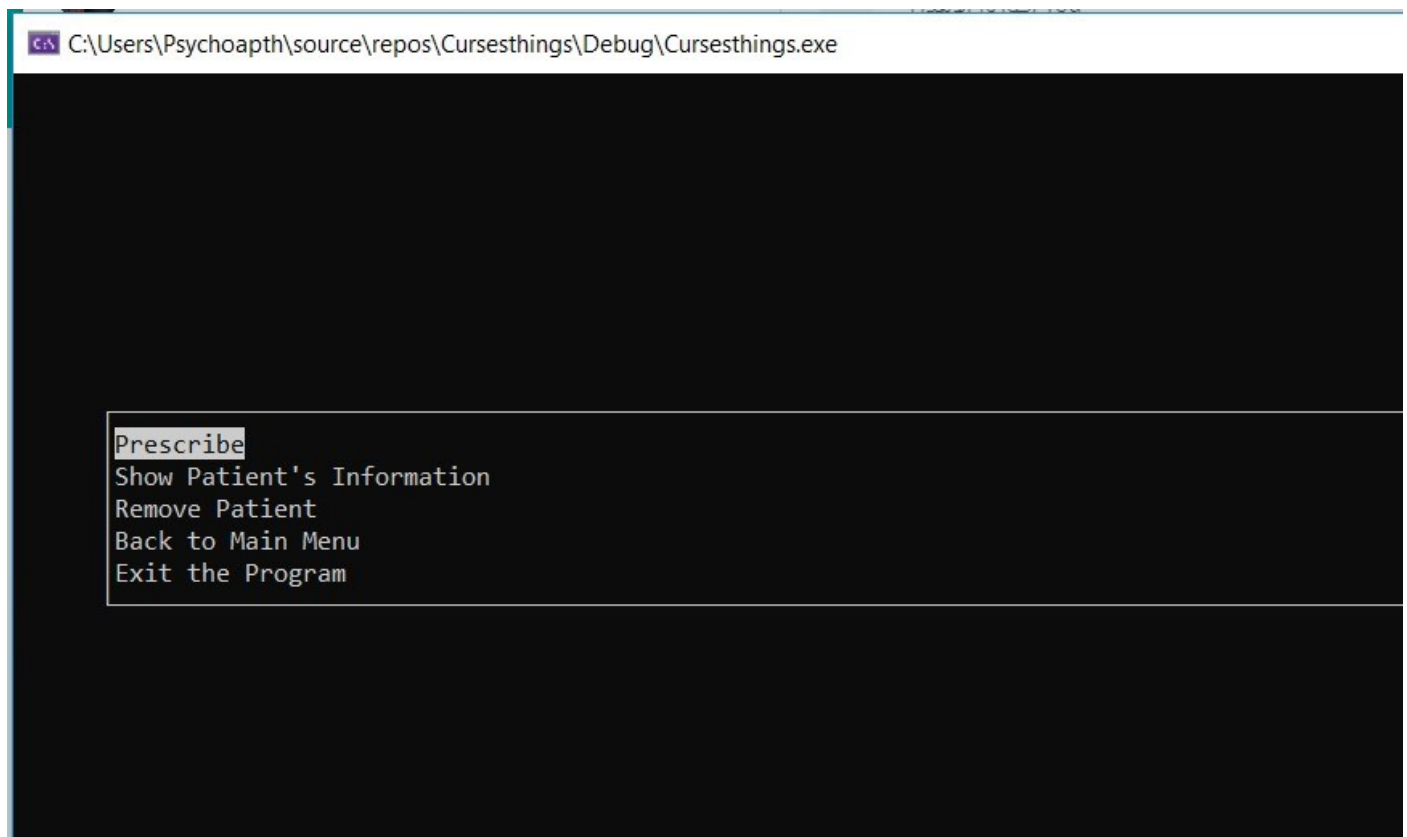 C:\Users\Psychoapth\source\repos\Cursesthings\Debug\Cursesthings.exe
Prescribe
Show Patient's Information
Remove Patient
Back to Main Menu
Exit the Program